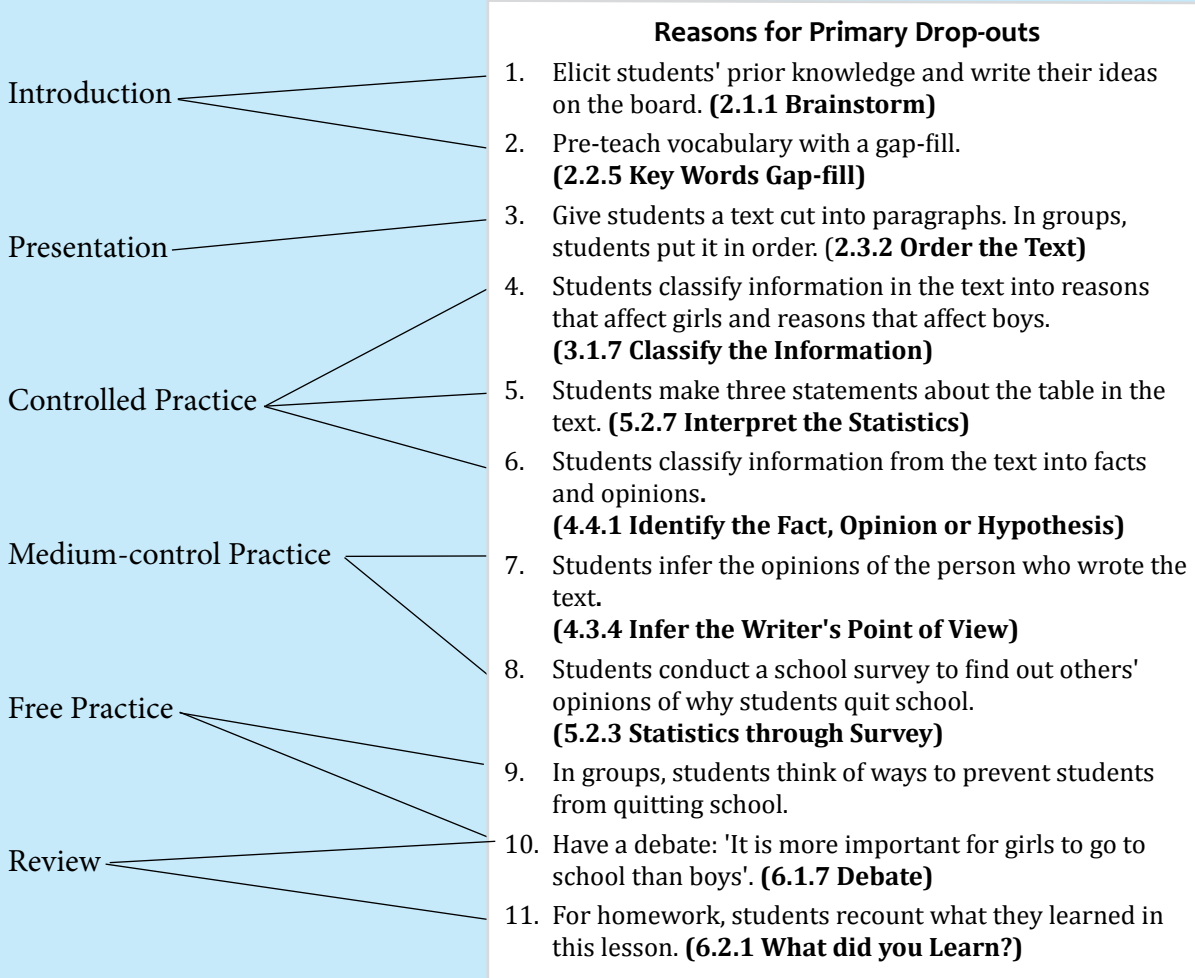 Reasons for Primary Drop-outs
Introduction
1. Elicit students' prior knowledge and write their ideas
on the board. (2.1.1 Brainstorm)
2. Pre-teach vocabulary with a gap-fill.
(2.2.5 Key Words Gap-fill)
Presentation
3. Give students a text cut into paragraphs. In groups,
students put it in order. (2.3.2 Order the Text)
Controlled Practice
4. Students classify information in the text into reasons
that affect girls and reasons that affect boys.
(3.1.7 Classify the Information)
5. Students make three statements about the table in the
text. (5.2.7 Interpret the Statistics)
6. Students classify information from the text into facts
and opinions.
(4.4.1 Identify the Fact, Opinion or Hypothesis)
Medium-control Practice
7. Students infer the opinions of the person who wrote the
text.
(4.3.4 Infer the Writer's Point of View)
8. Students conduct a school survey to find out others'
opinions of why students quit school.
(5.2.3 Statistics through Survey)
Free Practice
9. In groups, students think of ways to prevent students
from quitting school.
Review
10. Have a debate: 'It is more important for girls to go to
school than boys'. (6.1.7 Debate)
11. For homework, students recount what they learned in
this lesson. (6.2.1 What did you Learn?)